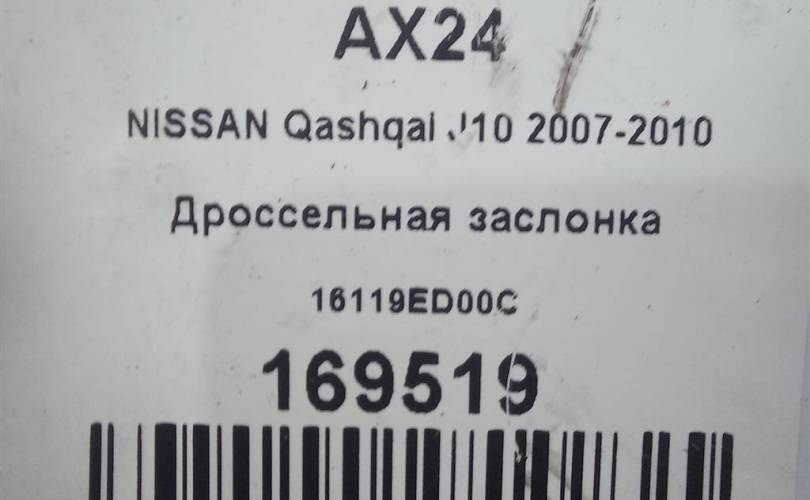 AX24
NISSAN Qashqai J10 2007-2010
Дроссельная заслонка
16119ED00C
169519